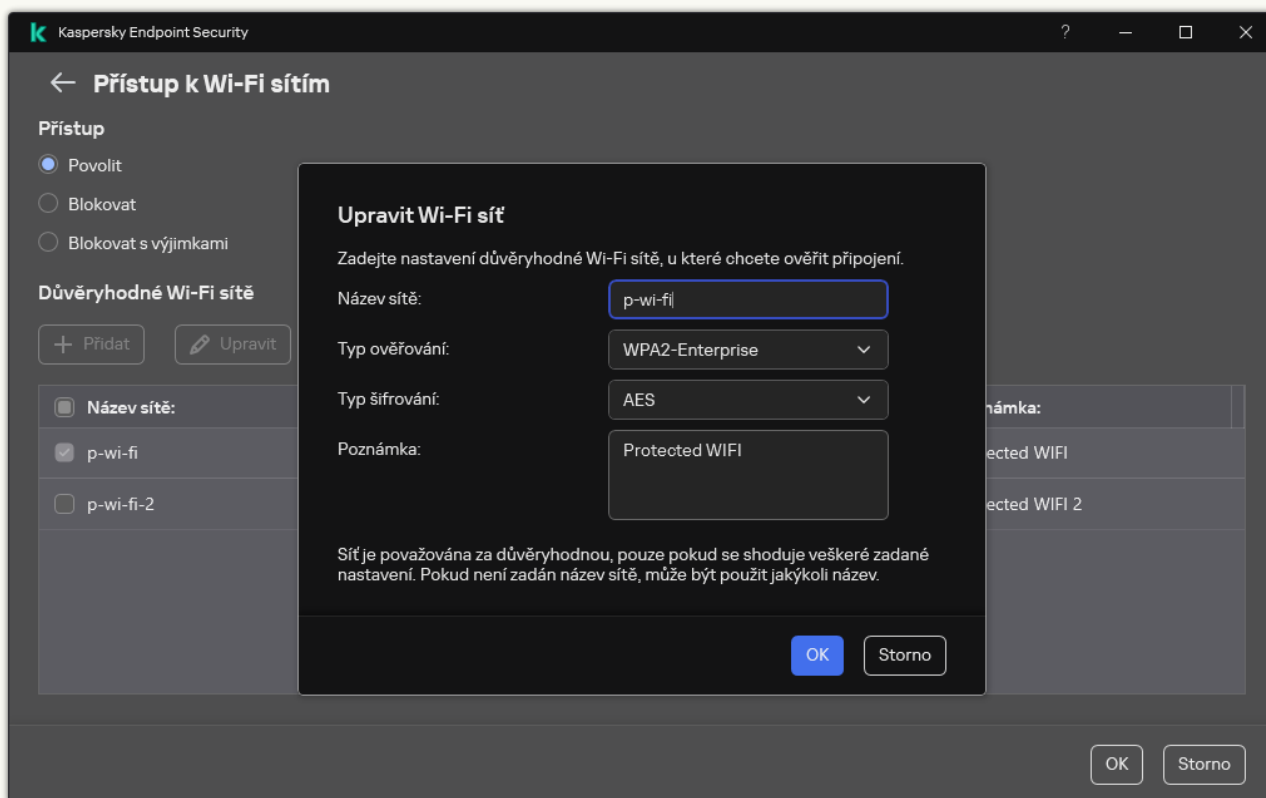 Kaspersky Endpoint Security
?
Přístup k Wi-Fi sítím
Přístup
Povolit
Blokovat
Blokovat s výjimkami
Důvěryhodné Wi-Fi sítě
Přidat
Upravit
Název sítě:
p-wi-fi
WIFI
p-wi-fi-2
WIFI 2
Upravit Wi-Fi síť
Zadejte nastavení důvěryhodné Wi-Fi sítě, u které chcete ověřit připojení.
Název sítě: p-wi-fi
Typ ověřování: WPA2-Enterprise
Typ šifrování: AES
Poznámka: Protected WIFI
Síť je považována za důvěryhodnou, pouze pokud se shoduje veškeré zadané
nastavení. Pokud není zadán název sítě, může být použit jakýkoli název.
OK Storno
OK Storno